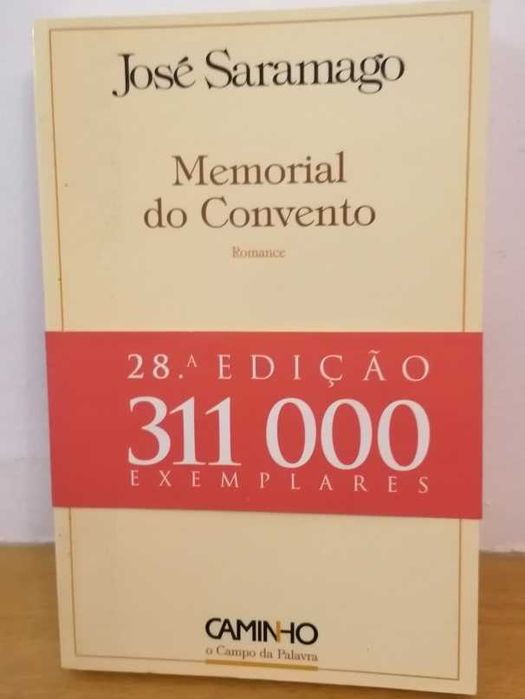 José Saramago
Memorial
do Convento
Romance
28.ª EDIÇÃO
311 000
EXEMPLARES
CAMINHO
o Campo da Palavra